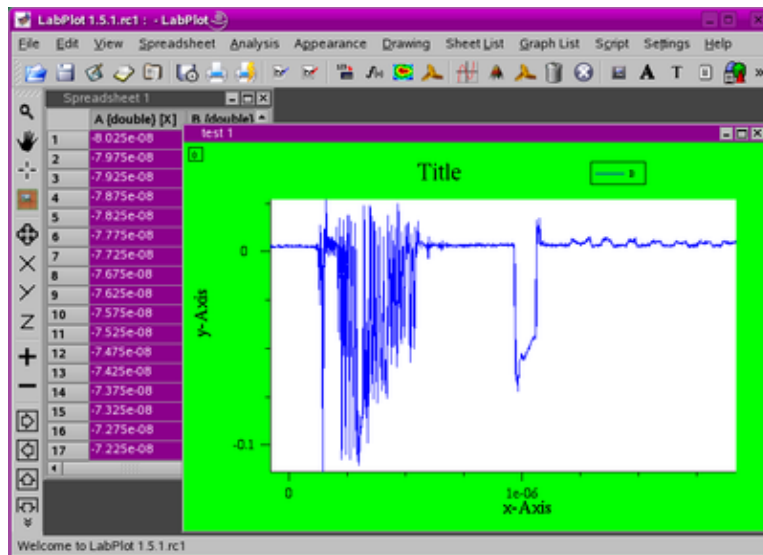 LabPlot 1.5.1.rc1 : - LabPlot
File Edit View Spreadsheet Analysis Appearance Drawing Sheet List Graph List Script Settings Help
Spreadsheet 1
A {double} [X] B {double}
test 1
1 -8.025e-08
2 -7.975e-08
3 -7.925e-08
4 -7.875e-08
5 -7.825e-08
6 -7.775e-08
7 -7.725e-08
8 -7.675e-08
9 -7.625e-08
10 -7.575e-08
11 -7.525e-08
12 -7.475e-08
13 -7.425e-08
14 -7.375e-08
15 -7.325e-08
16 -7.275e-08
17 -7.225e-08
Title
y-Axis
0
-0.1
0
1e-06
x-Axis
X
Y
Z
A T
Welcome to LabPlot 1.5.1.rc1